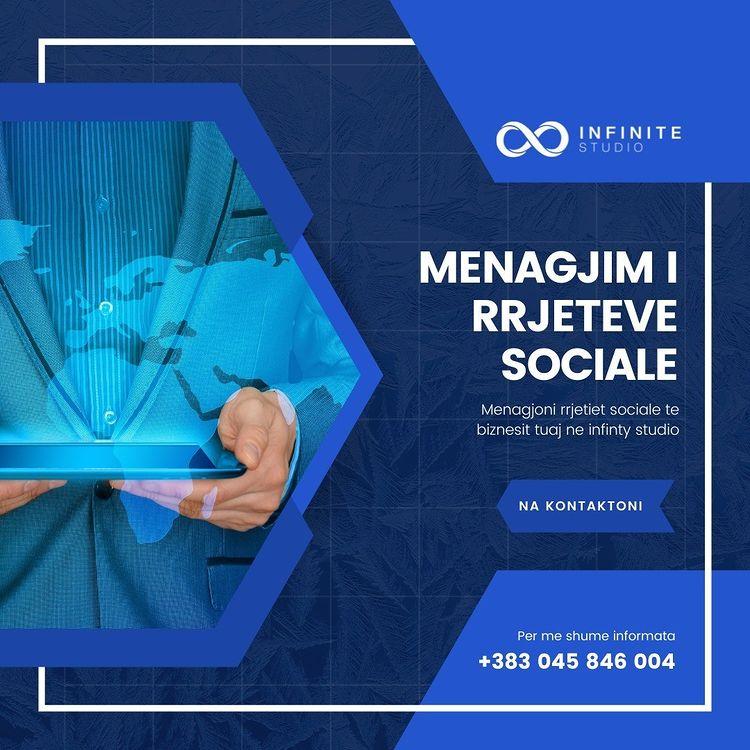 INFINITE
STUDIO
MENAGJIM I
RRJETEVE
SOCIALE
Menagjoni rrjetiet sociale te
biznesit tuaj ne infinty studio
NA KONTAKTONI
Per me shume informata
+383 045 846 004